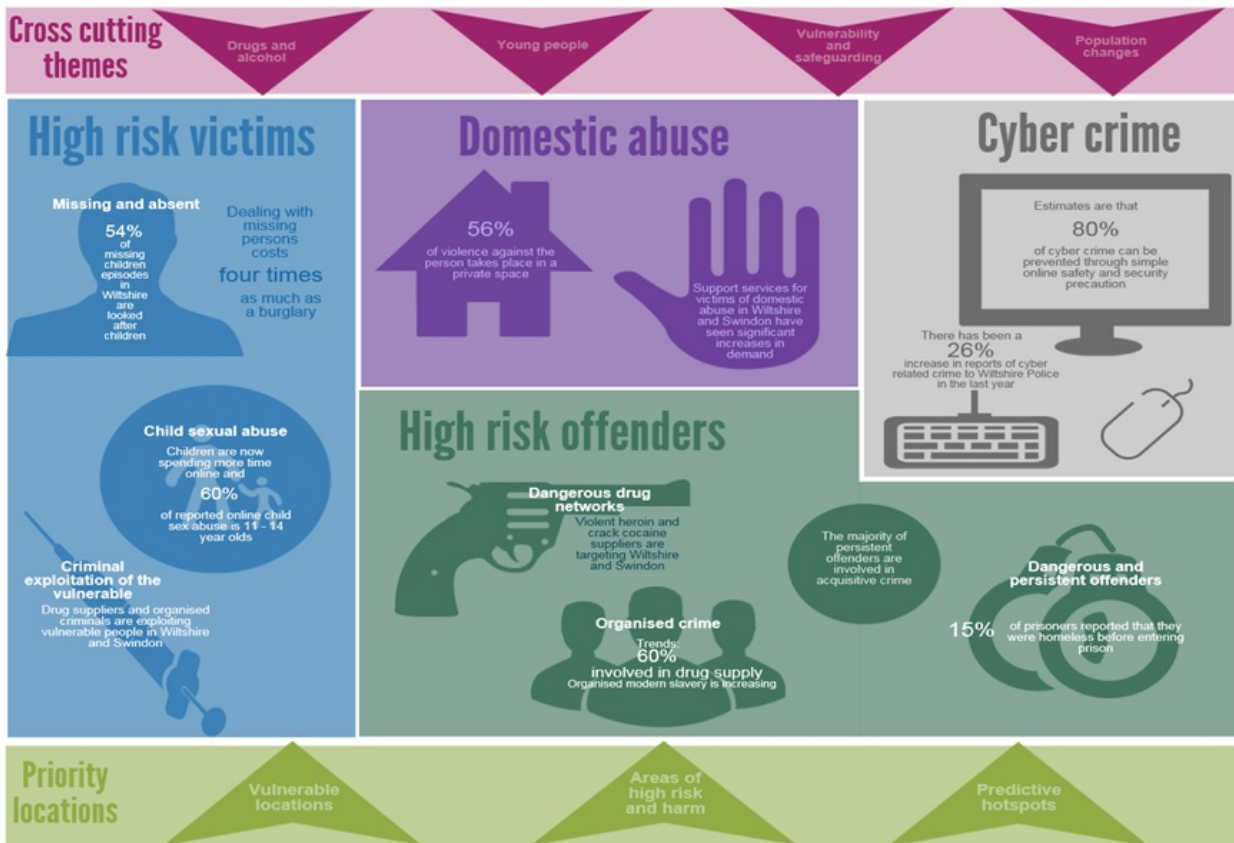 Cross cutting
themes
Drugs and
alcohol
Young people
Vulnerability
and
safeguarding
Population
changes
High risk victims
Missing and absent
54%
of
missing
children
episodes
in
Wiltshire
are
looked
after
children
Dealing with
missing
persons
costs
four times
as much as
a burglary
Child sexual abuse
Children are now
spending more time
online and
60%
of reported online child
sex abuse is 11 - 14
year olds
Criminal
exploitation of the
vulnerable
Drug suppliers and organised
criminals are exploiting
vulnerable people in Wiltshire
and Swindon
Domestic abuse
56%
of violence against the
person takes place in a
private space
Support services for
victims of domestic
abuse in Wiltshire
and Swindon have
seen significant
increases in
demand
Cyber crime
Estimates are that
80%
of cyber crime can be
prevented through simple
online safety and security
precaution
There has been a
26%
increase in reports of cyber
related crime to Wiltshire Police
in the last year
High risk offenders
Dangerous drug
networks
Violent heroin and
crack cocaine
suppliers are
targeting Wiltshire
and Swindon
Organised crime
Trends:
60%
involved in drug supply
Organised modern slavery is increasing
The majority of
persistent
offenders are
involved in
acquisitive crime
Dangerous and
persistent offenders
15%
of prisoners reported that they
were homeless before entering
prison
Priority
locations
Vulnerable
locations
Areas of
high risk
and harm
Predictive
hotspots